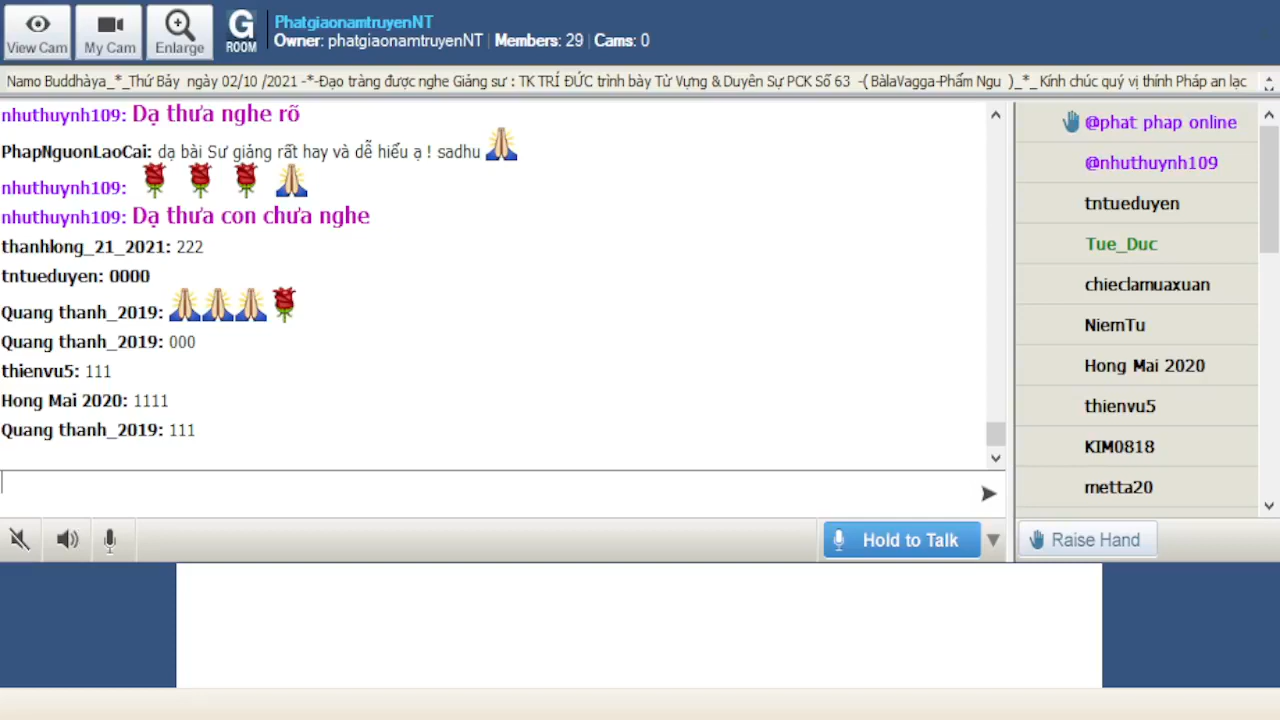 View Cam
My Cam
Enlarge
G
ROOM
PhatgiaonamtruyenNT
Owner: phatgiaonamtruyenNT | Members: 29 | Cams: 0
Namo Buddhàya_*_Thứ Bảy ngày 02/10 /2021 -*-Đạo tràng được nghe Giảng sư : TK TRÍ ĐỨC trình bày Từ Vựng & Duyên Sự PCK Số 63 -( BàlaVagga-Phẩm Ngu )_*_ Kính chúc quý vị thính Pháp an lạc
nhuthuynh109: Dạ thưa nghe rõ
PhapNguonLaoCai: dạ bài Sư giảng rất hay và dễ hiểu ạ ! sadhu
nhuthuynh109:
nhuthuynh109: Dạ thưa con chưa nghe
thanhlong_21_2021: 222
tntueduyen: 0000
Quang thanh_2019:
Quang thanh_2019: 000
thienvu5: 111
Hong Mai 2020: 1111
Quang thanh_2019: 111
@phat phap online
@nhuthuynh109
tntueduyen
Tue_Duc
chieclamuaxuan
NiemTu
Hong Mai 2020
thienvu5
KIM0818
metta20
Hold to Talk
Raise Hand